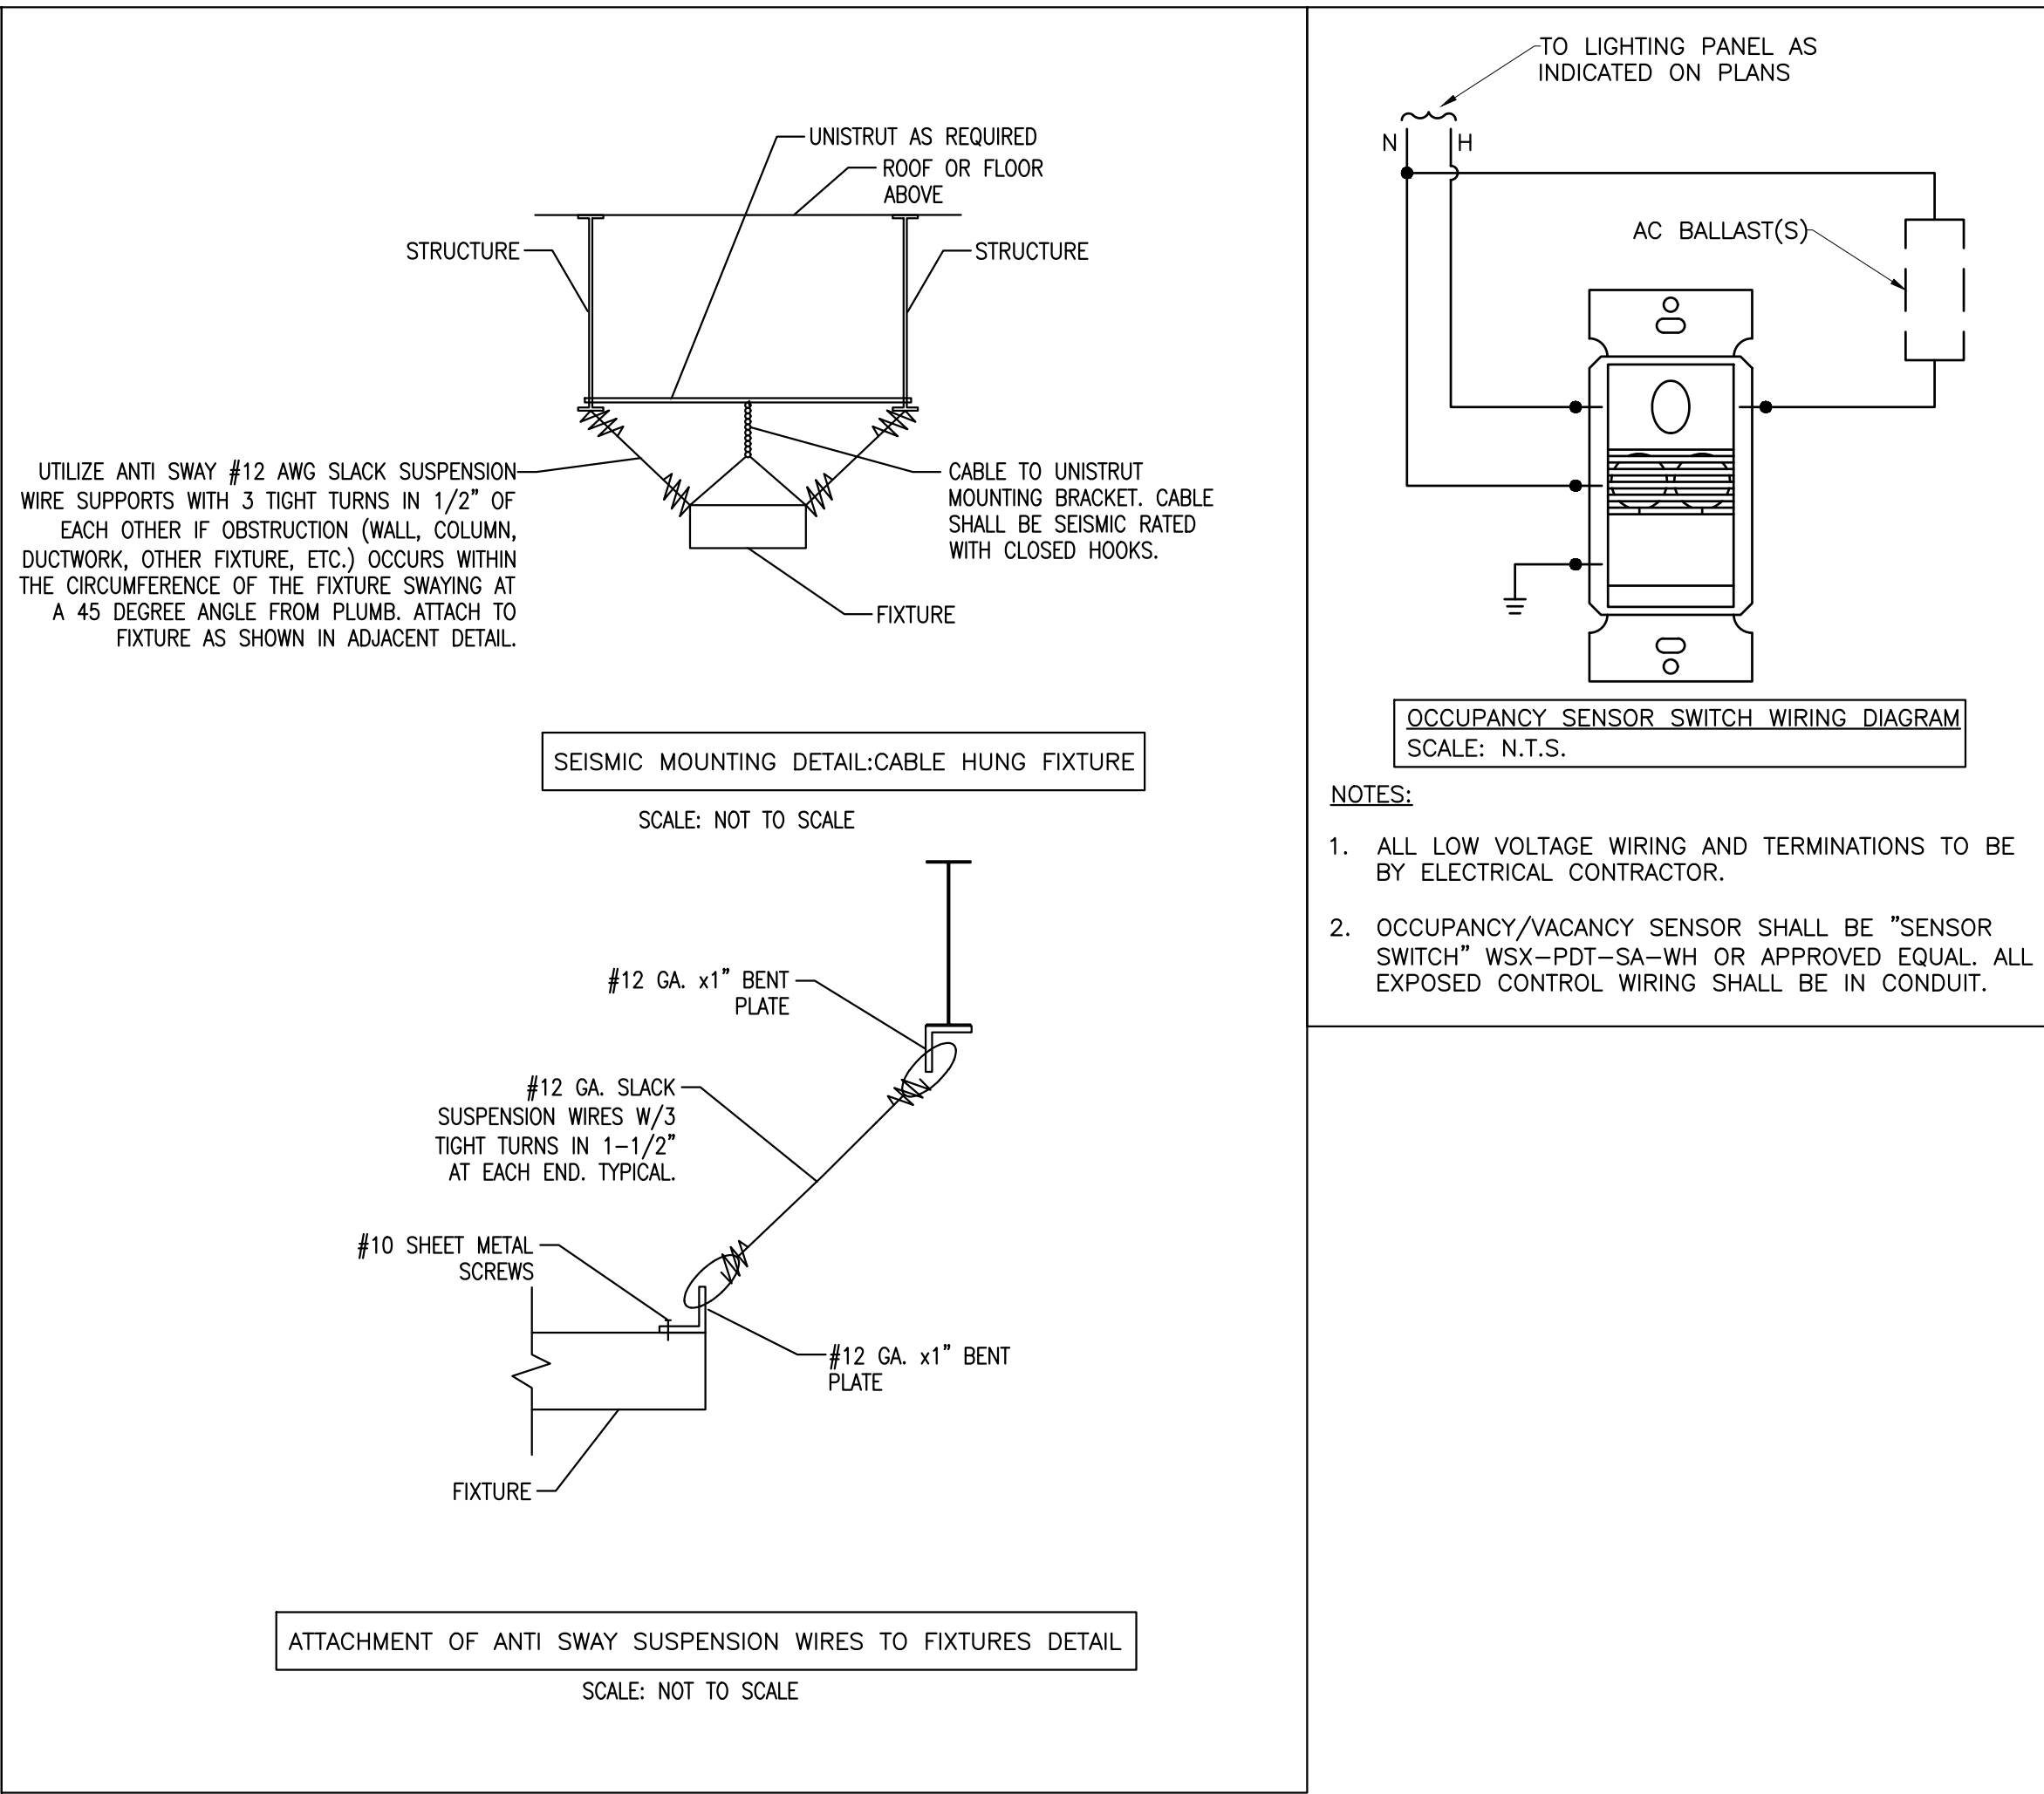 UNISTRUT AS REQUIRED
ROOF OR FLOOR
ABOVE
STRUCTURE
STRUCTURE
UTILIZE ANTI SWAY #12 AWG SLACK SUSPENSION
WIRE SUPPORTS WITH 3 TIGHT TURNS IN 1/2" OF
EACH OTHER IF OBSTRUCTION (WALL, COLUMN,
DUCTWORK, OTHER FIXTURE, ETC.) OCCURS WITHIN
THE CIRCUMFERENCE OF THE FIXTURE SWAYING AT
A 45 DEGREE ANGLE FROM PLUMB. ATTACH TO
FIXTURE AS SHOWN IN ADJACENT DETAIL.
CABLE TO UNISTRUT
MOUNTING BRACKET. CABLE
SHALL BE SEISMIC RATED
WITH CLOSED HOOKS.
FIXTURE
SEISMIC MOUNTING DETAIL:CABLE HUNG FIXTURE
SCALE: NOT TO SCALE
#12 GA. x1" BENT
PLATE
#12 GA. SLACK
SUSPENSION WIRES W/3
TIGHT TURNS IN 1-1/2"
AT EACH END. TYPICAL.
#10 SHEET METAL
SCREWS
#12 GA. x1" BENT
PLATE
FIXTURE
ATTACHMENT OF ANTI SWAY SUSPENSION WIRES TO FIXTURES DETAIL
SCALE: NOT TO SCALE
TO LIGHTING PANEL AS
INDICATED ON PLANS
N H
AC BALLAST(S)
OCCUPANCY SENSOR SWITCH WIRING DIAGRAM
SCALE: N.T.S.
NOTES:
1. ALL LOW VOLTAGE WIRING AND TERMINATIONS TO BE
BY ELECTRICAL CONTRACTOR.
2. OCCUPANCY/VACANCY SENSOR SHALL BE "SENSOR
SWITCH" WSX-PDT-SA-WH OR APPROVED EQUAL. ALL
EXPOSED CONTROL WIRING SHALL BE IN CONDUIT.